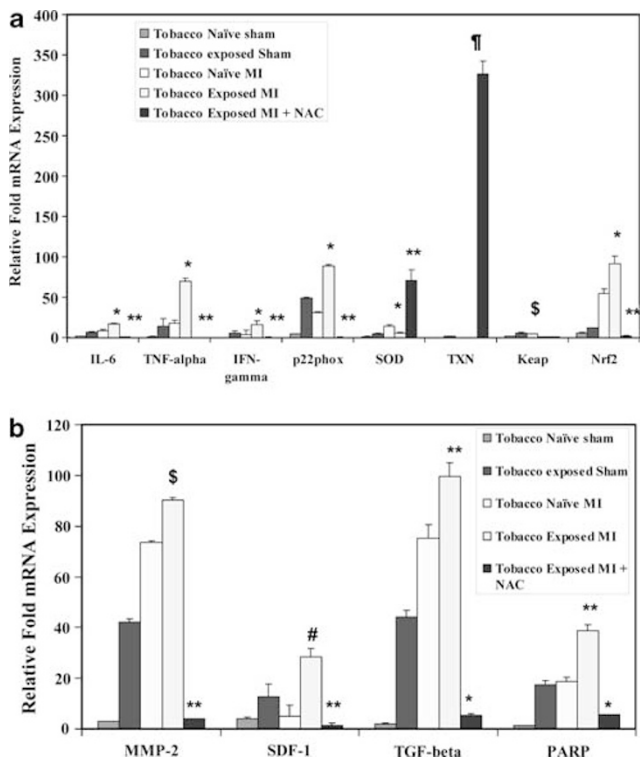 a
400
350
300
250
200
150
100
50
0
Relative Fold mRNA Expression
Tobacco Naïve sham
Tobacco exposed Sham
Tobacco Naïve MI
Tobacco Exposed MI
Tobacco Exposed MI + NAC
¶
* ** * ** * ** * ** * ** $ * **
IL-6 TNF-alpha IFN-gamma p22phox SOD TXN Keap Nrf2
b
120
100
80
60
40
20
0
Relative Fold mRNA Expression
Tobacco Naïve sham
Tobacco exposed Sham
Tobacco Naïve MI
Tobacco Exposed MI
Tobacco Exposed MI + NAC
$ ** # ** ** * ** *
MMP-2 SDF-1 TGF-beta PARP